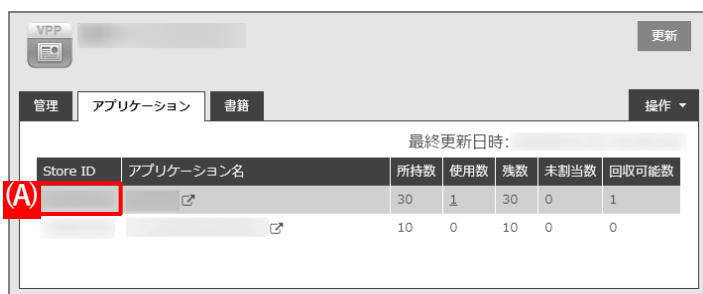 VPP
更新
管理 アプリケーション 書籍 操作 ▼
最終更新日時:
Store ID アプリケーション名 所持数 使用数 残数 未割当数 回収可能数
(A)
30 1 30 0 1
10 0 10 0 0